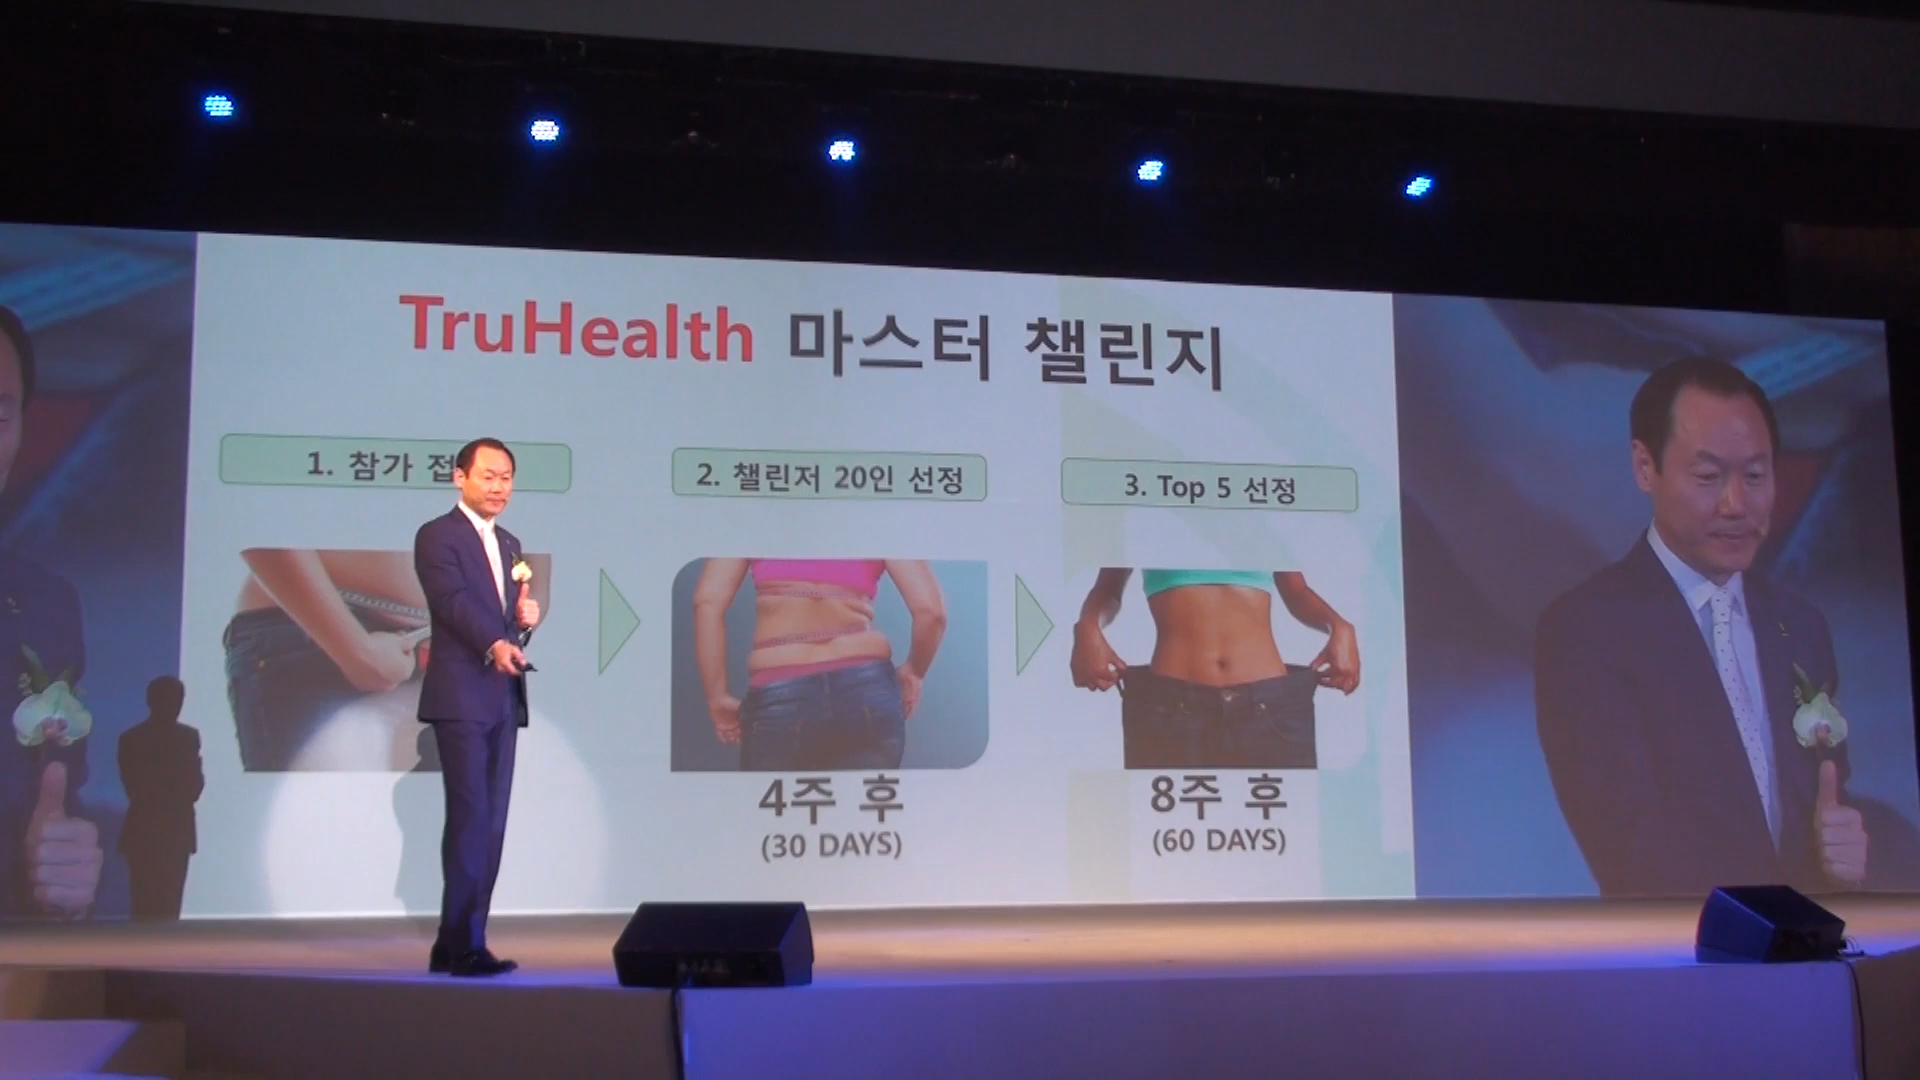 TruHealth 마스터 챌린지
1. 참가 접
2. 챌린저 20인 선정
3. Top 5 선정
4주 후
(30 DAYS)
8주 후
(60 DAYS)